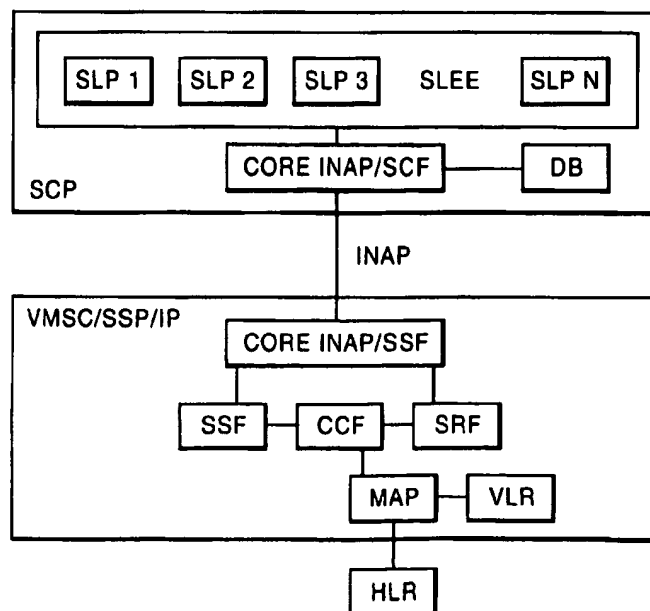 SLP 1 SLP 2 SLP 3 SLEE SLP N
CORE INAP/SCF DB
SCP
INAP
VMSC/SSP/IP
CORE INAP/SSF
SSF CCF SRF
MAP VLR
HLR